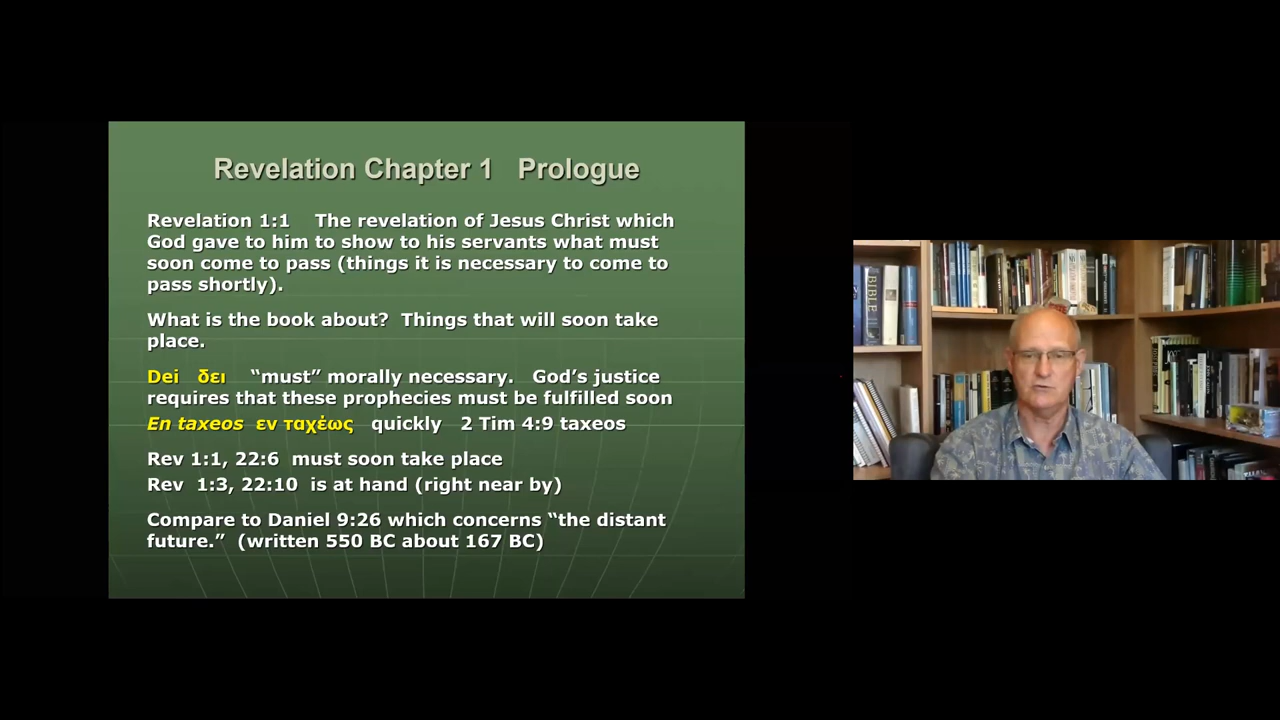 Revelation Chapter 1 Prologue
Revelation 1:1 The revelation of Jesus Christ which
God gave to him to show to his servants what must
soon come to pass (things it is necessary to come to
pass shortly).
What is the book about? Things that will soon take
place.
Dei δει “must” morally necessary. God’s justice
requires that these prophecies must be fulfilled soon
En taxeos εν ταχέως quickly 2 Tim 4:9 taxeos
Rev 1:1, 22:6 must soon take place
Rev 1:3, 22:10 is at hand (right near by)
Compare to Daniel 9:26 which concerns “the distant
future.” (written 550 BC about 167 BC)
BIBLE